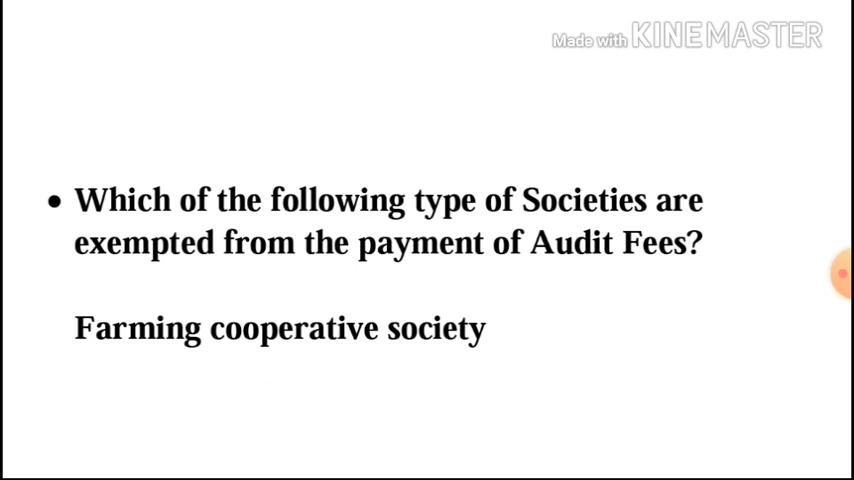 Made with KINEMASTER
• Which of the following type of Societies are
exempted from the payment of Audit Fees?
Farming cooperative society